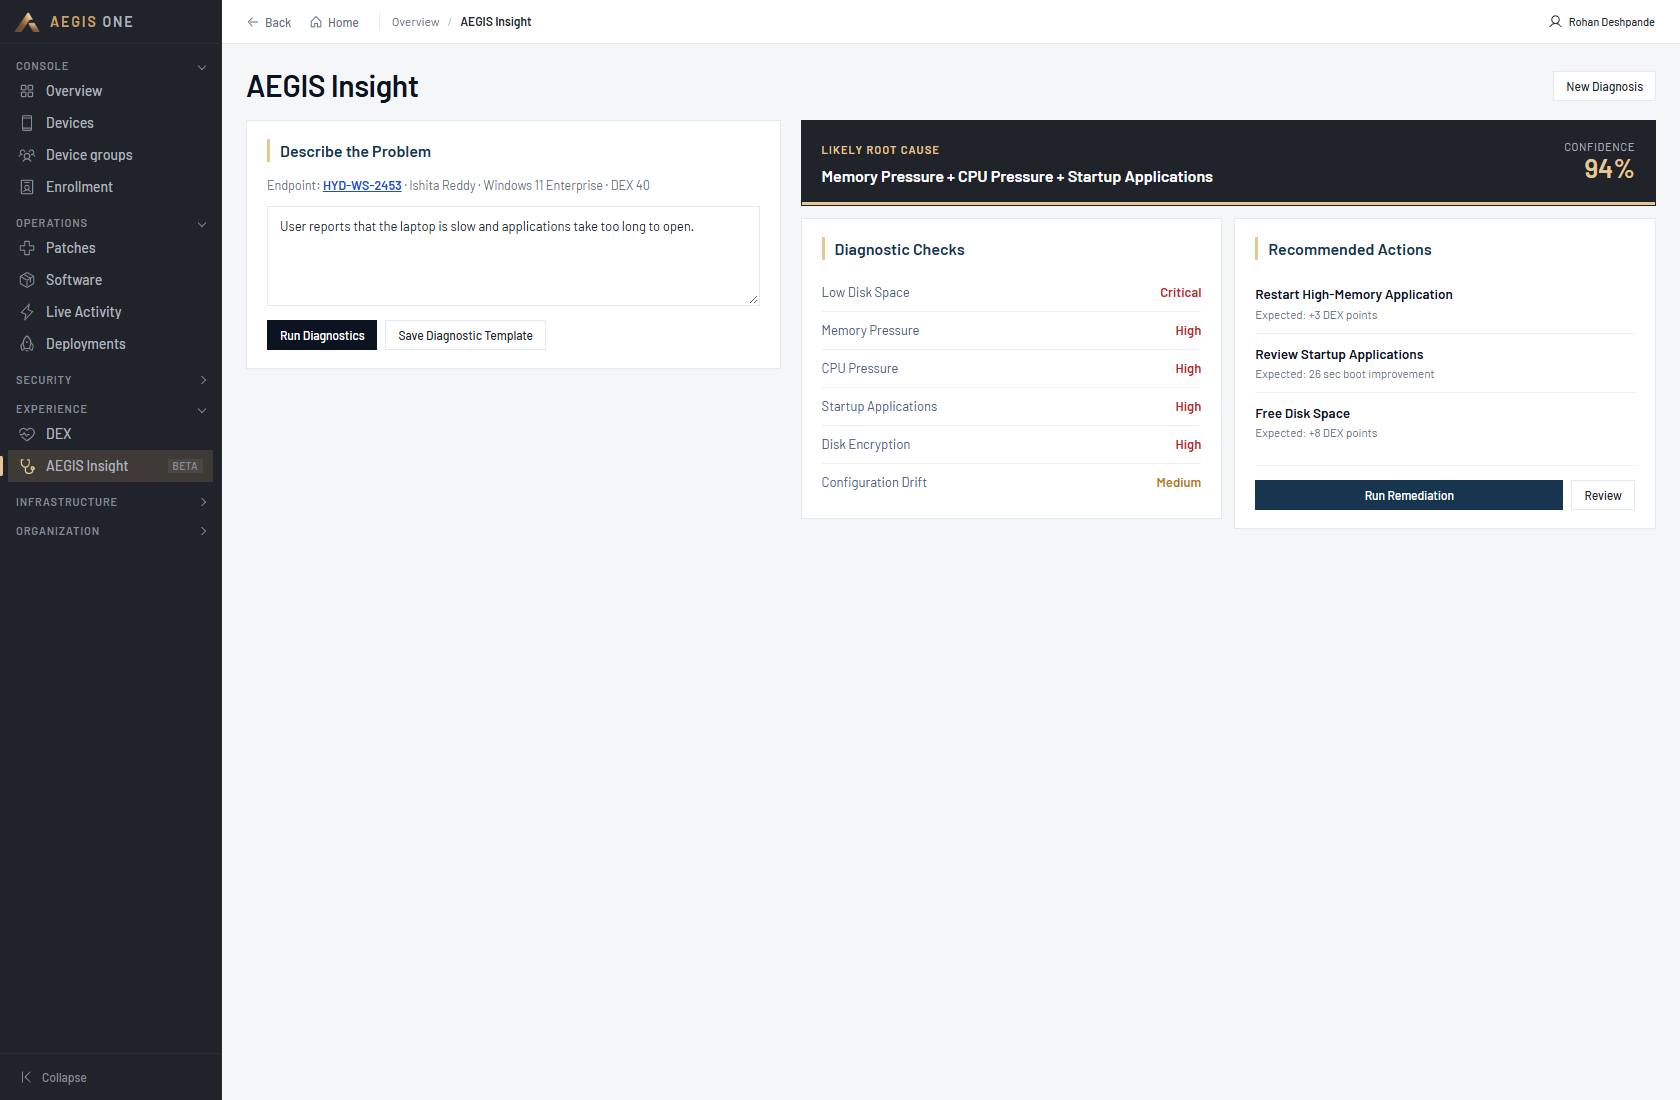 AEGIS ONE
CONSOLE
Overview
Devices
Device groups
Enrollment
OPERATIONS
Patches
Software
Live Activity
Deployments
SECURITY
EXPERIENCE
DEX
AEGIS Insight BETA
INFRASTRUCTURE
ORGANIZATION
Collapse
Back Home Overview / AEGIS Insight
Rohan Deshpande
AEGIS Insight
New Diagnosis
Describe the Problem
Endpoint: HYD-WS-2453 · Ishita Reddy · Windows 11 Enterprise · DEX 40
User reports that the laptop is slow and applications take too long to open.
Run Diagnostics Save Diagnostic Template
LIKELY ROOT CAUSE
Memory Pressure + CPU Pressure + Startup Applications
CONFIDENCE
94%
Diagnostic Checks
Low Disk Space Critical
Memory Pressure High
CPU Pressure High
Startup Applications High
Disk Encryption High
Configuration Drift Medium
Recommended Actions
Restart High-Memory Application
Expected: +3 DEX points
Review Startup Applications
Expected: 26 sec boot improvement
Free Disk Space
Expected: +8 DEX points
Run Remediation Review